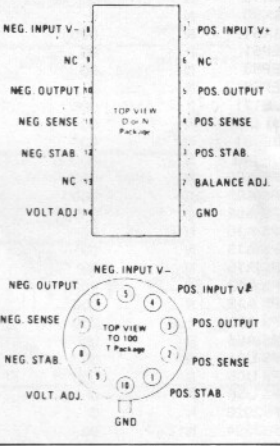 NEG. INPUT V- 8
7 POS. INPUT V+
NC 9
6 NC
NEG. OUTPUT 10
5 POS. OUTPUT
NEG SENSE 11
4 POS. SENSE
NEG. STAB. 12
3 POS. STAB.
NC 13
2 BALANCE ADJ.
VOLT ADJ 14
1 GND
TOP VIEW
D or N
Package
NEG. INPUT V-
NEG. OUTPUT
POS. INPUT
NEG. SENSE
POS. OUTPUT
NEG. STAB.
POS. SENSE
VOLT. ADJ.
POS. STAB.
GND
5
6
4
7
3
8
2
9
1
10
TOP VIEW
TO 100
T Package